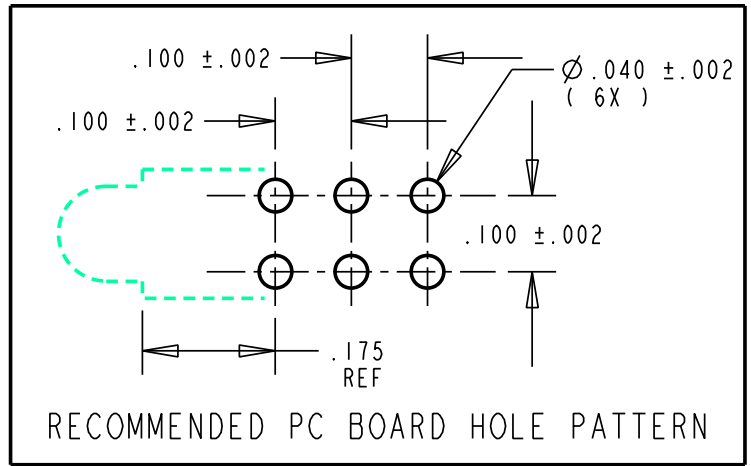 .100 ±.002
Ø .040 ±.002
( 6X )
.100 ±.002
.100 ±.002
.175
REF
RECOMMENDED PC BOARD HOLE PATTERN